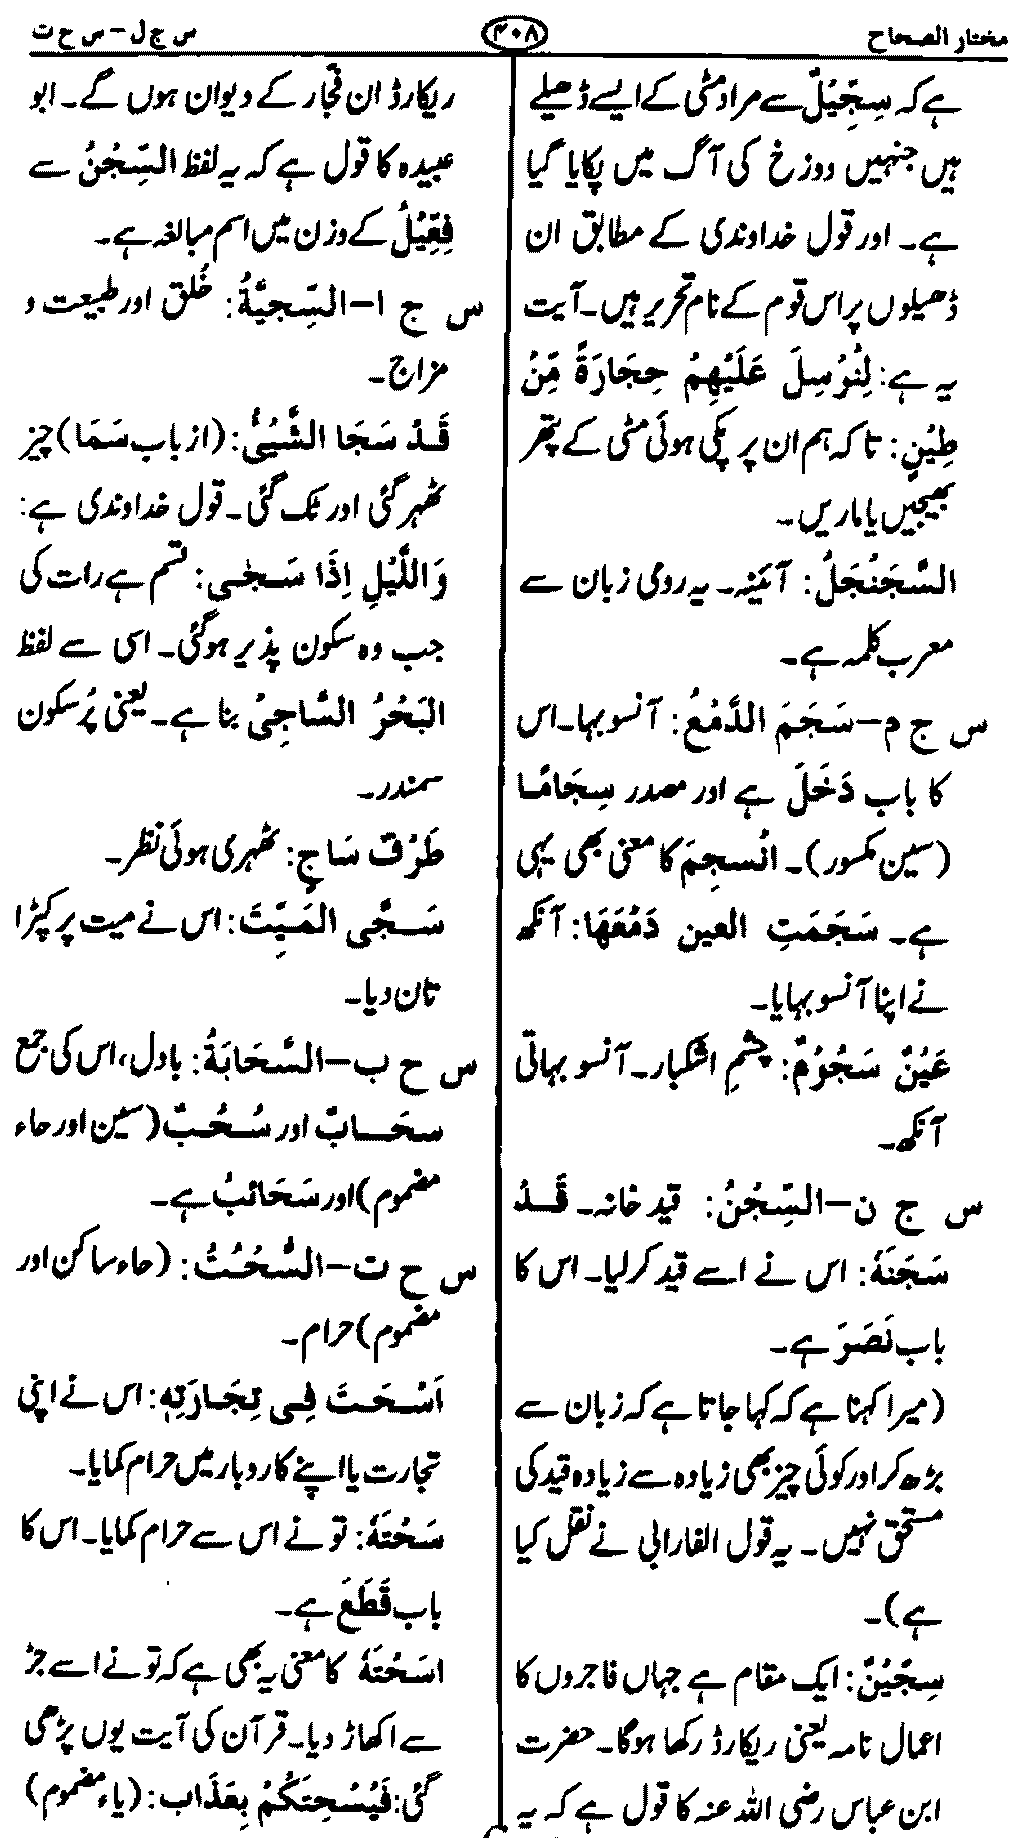 مختار الصحاح
۴۰۸
س ج ل – س ح ت
ہے کہ سِجِّیْلٌ سے مراد مٹی کے ایسے ڈھیلے
ہیں جنہیں دوزخ کی آگ میں پکایا گیا
ہے۔ اور قول خداوندی کے مطابق ان
ڈھیلوں پر اس قوم کے نام تحریر ہیں۔ آیت
یہ ہے: لِنُرْسِلَ عَلَيْهِمْ حِجَارَةً مِّنْ
طِيْنٍ: تا کہ ہم ان پر پکی ہوئی مٹی کے پتھر
بھیجیں یا ماریں۔
السَّجَنْجَلُ: آئینہ۔ یہ رومی زبان سے
معرب کلمہ ہے۔
س ج م – سَجَمَ الدَّمْعُ: آنسو بہا۔ اس
کا باب دَخَلَ ہے اور مصدر سِجَامًا
(سین مکسور)۔ انْسجمَ کا معنی بھی یہی
ہے۔ سَجَمَتِ العین دَمْعَهَا: آنکھ
نے اپنا آنسو بہایا۔
عَيْنٌ سَجُوْمٌ: چشمِ اشکبار۔ آنسو بہاتی
آنکھ۔
س ج ن – السِّجْنُ: قید خانہ۔ قَدْ
سَجَنَهٗ: اس نے اسے قید کر لیا۔ اس کا
باب نَصَرَ ہے۔
(میرا کہنا ہے کہ کہا جاتا ہے کہ زبان سے
بڑھ کر اور کوئی چیز بھی زیادہ سے زیادہ قید کی
مستحق نہیں۔ یہ قول الفارابی نے نقل کیا
ہے)۔
سِجِّيْنٌ: ایک مقام ہے جہاں فاجروں کا
اعمال نامہ یعنی ریکارڈ رکھا ہوگا۔ حضرت
ابن عباس رضی اللہ عنہ کا قول ہے کہ یہ
ریکارڈ ان فجّار کے دیوان ہوں گے۔ ابو
عبیدہ کا قول ہے کہ یہ لفظ السِّجْنُ سے
فِعِّيْلٌ کے وزن میں اسم مبالغہ ہے۔
س ج ا – السَّجِيَّةُ: خُلق اور طبیعت و
مزاج۔
قَدْ سَجَا الشَّيْئُ: (از باب سَمَا) چیز
ٹھہر گئی اور ٹک گئی۔ قول خداوندی ہے:
وَاللَّيْلِ اِذَا سَجٰى: قسم ہے رات کی
جب وہ سکون پذیر ہوگئی۔ اسی سے لفظ
البَحْرُ السَّاجِىْ بنا ہے۔ یعنی پُرسکون
سمندر۔
طَرْفٌ سَاجٍ: ٹھہری ہوئی نظر۔
سَجَّى المَيِّتَ: اس نے میت پر کپڑا
تان دیا۔
س ح ب – السَّحَابَةُ: بادل، اس کی جمع
سحَابٌ اور سُحُبٌ (سین اور حاء
مضموم) اور سَحَائبُ ہے۔
س ح ت – السُّحْتُ: (حاء ساکن اور
مضموم) حرام۔
اَسْحَتَ فِى تِجَارَتِهٖ: اس نے اپنی
تجارت یا اپنے کاروبار میں حرام کمایا۔
سَحْتَهٗ: تو نے اس سے حرام کمایا۔ اس کا
باب قَطَعَ ہے۔
اسَحْتَهٗ کا معنی یہ بھی ہے کہ تو نے اسے جڑ
سے اکھاڑ دیا۔ قرآن کی آیت یوں پڑھی
گئی: فَيُسْحِتَكُمْ بِعَذَاب: (یاء مضموم)